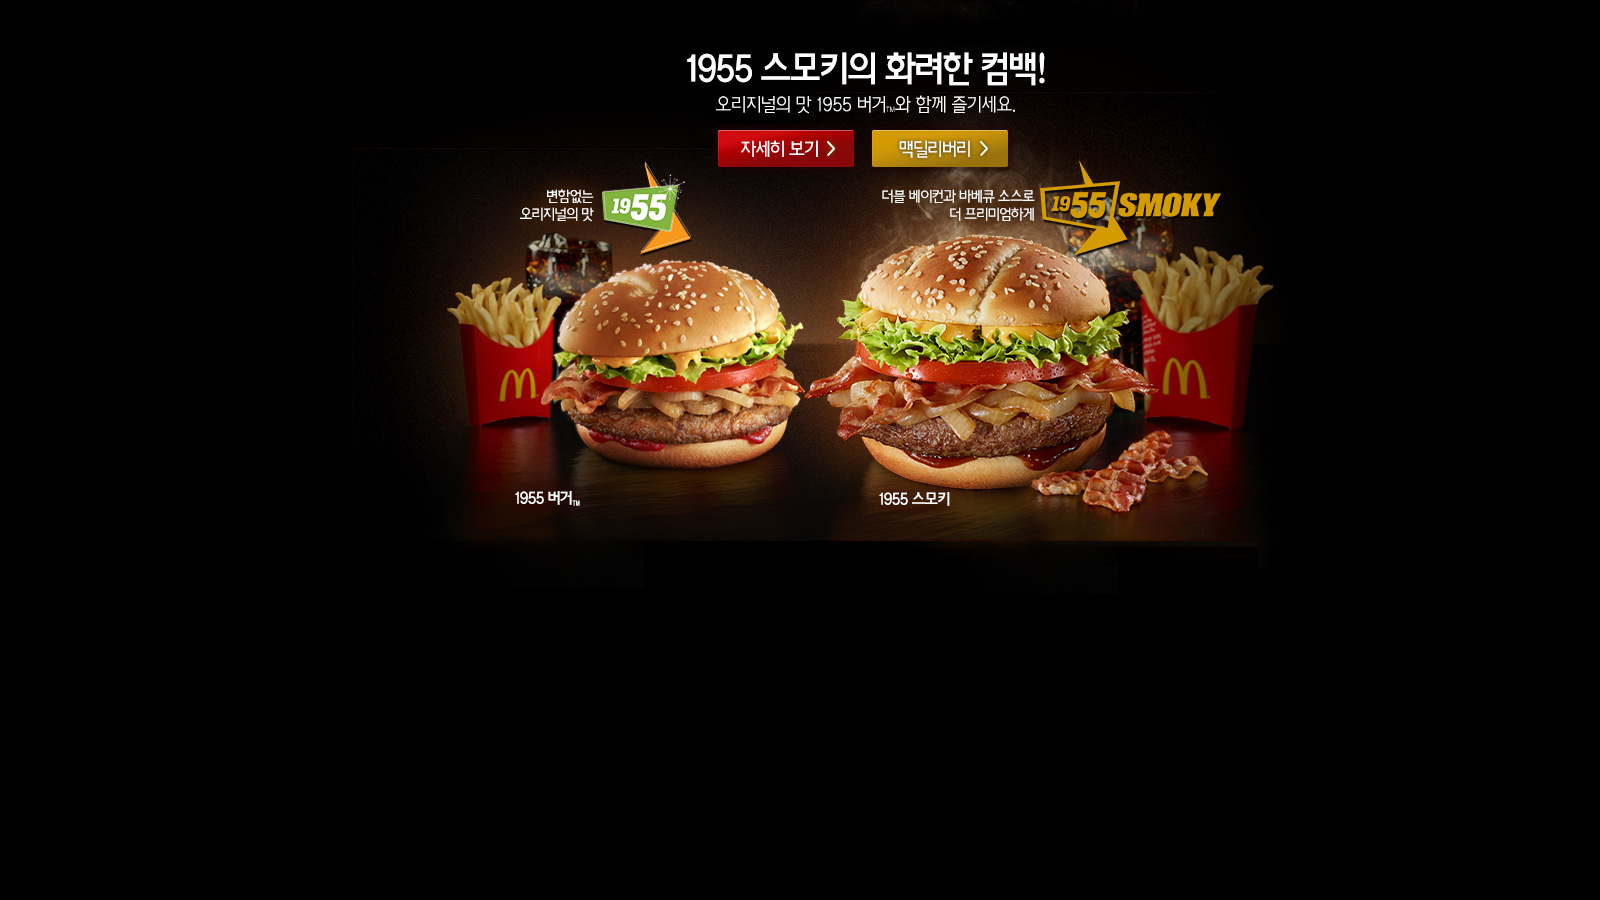 1955 스모키의 화려한 컴백!
오리지널의 맛 1955 버거™와 함께 즐기세요.
자세히 보기 >
맥딜리버리 >
변함없는
오리지널의 맛
1955
더블 베이컨과 바베큐 소스로
더 프리미엄하게
1955 SMOKY
1955 버거™
1955 스모키